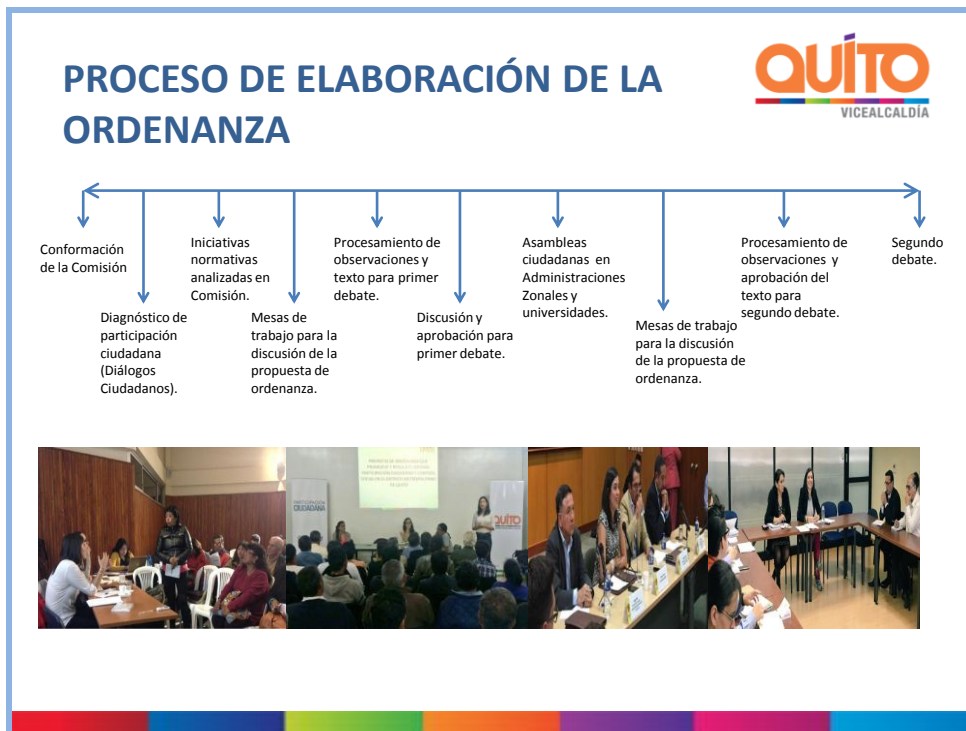 PROCESO DE ELABORACIÓN DE LA
ORDENANZA
QUITO
VICEALCALDÍA
Conformación
de la Comisión
Diagnóstico de
participación
ciudadana
(Diálogos
Ciudadanos).
Iniciativas
normativas
analizadas en
Comisión.
Mesas de
trabajo para la
discusión de la
propuesta de
ordenanza.
Procesamiento de
observaciones y
texto para primer
debate.
Discusión y
aprobación para
primer debate.
Asambleas
ciudadanas en
Administraciones
Zonales y
universidades.
Mesas de trabajo
para la discusión
de la propuesta de
ordenanza.
Procesamiento de
observaciones y
aprobación del
texto para
segundo debate.
Segundo
debate.
PARTICIPACIÓN
CIUDADANA
QUITO